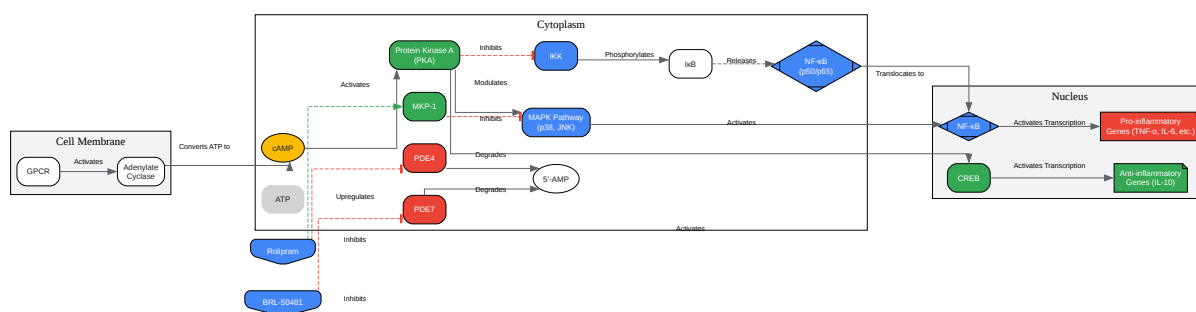 Cytoplasm
Protein Kinase A
(PKA)
Inhibits
IKK
Phosphorylates
IκB
Releases
NF-κB
(p50/p65)
Translocates to
Activates
Modulates
MKP-1
Inhibits
MAPK Pathway
(p38, JNK)
Activates
Nucleus
NF-κB
Activates Transcription
Pro-inflammatory
Genes (TNF-α, IL-6, etc.)
Cell Membrane
GPCR
Activates
Adenylate
Cyclase
Converts ATP to
cAMP
PDE4
Degrades
5'-AMP
CREB
Activates Transcription
Anti-inflammatory
Genes (IL-10)
ATP
Upregulates
PDE7
Degrades
Activates
Rolipram
Inhibits
BRL-50481
Inhibits